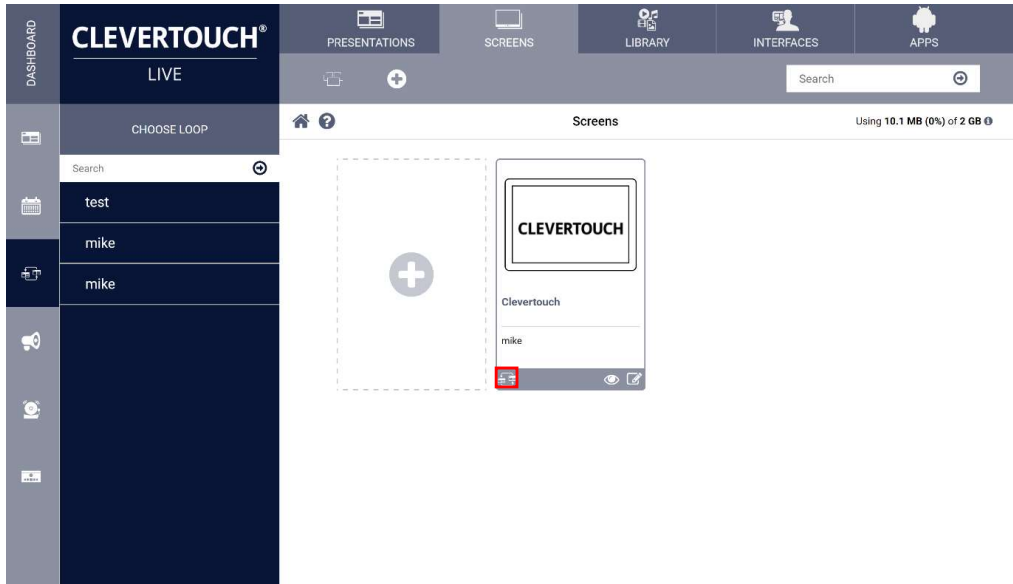 DASHBOARD
CLEVERTOUCH®
LIVE
PRESENTATIONS
SCREENS
LIBRARY
INTERFACES
APPS
Search
CHOOSE LOOP
Screens
Using 10.1 MB (0%) of 2 GB
Search
test
mike
mike
CLEVERTOUCH
Clevertouch
mike